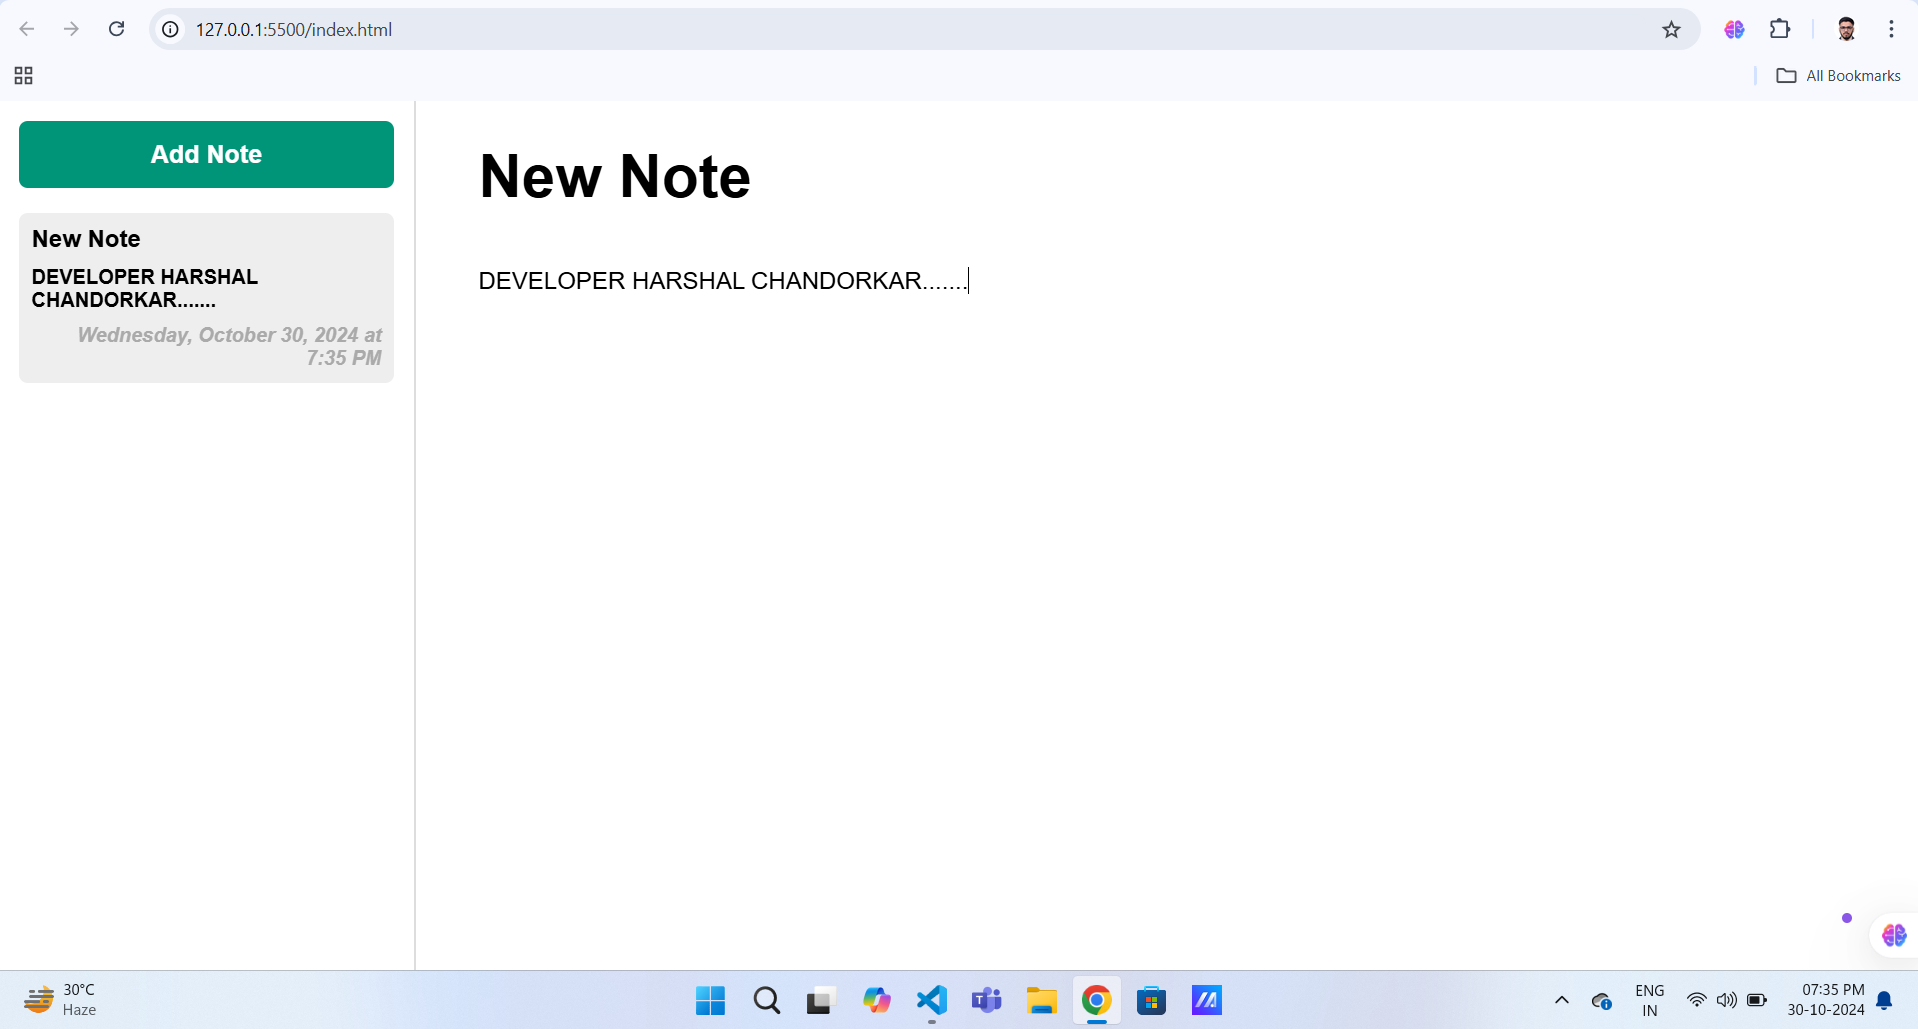 127.0.0.1:5500/index.html
All Bookmarks
Add Note
New Note
DEVELOPER HARSHAL
CHANDORKAR.......
Wednesday, October 30, 2024 at
7:35 PM
New Note
DEVELOPER HARSHAL CHANDORKAR.......
30°C
Haze
ENG
IN
07:35 PM
30-10-2024